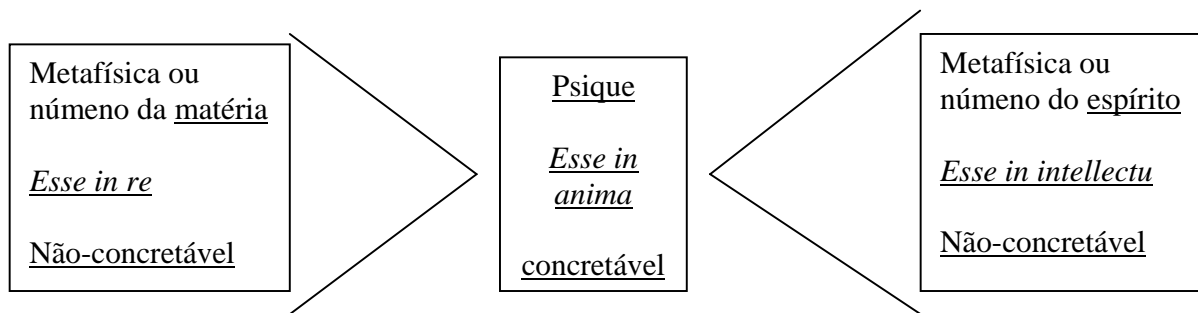 Metafísica ou
númeno da matéria
Esse in re
Não-concretável
Psique
Esse in
anima
concretável
Metafísica ou
númeno do espírito
Esse in intellectu
Não-concretável